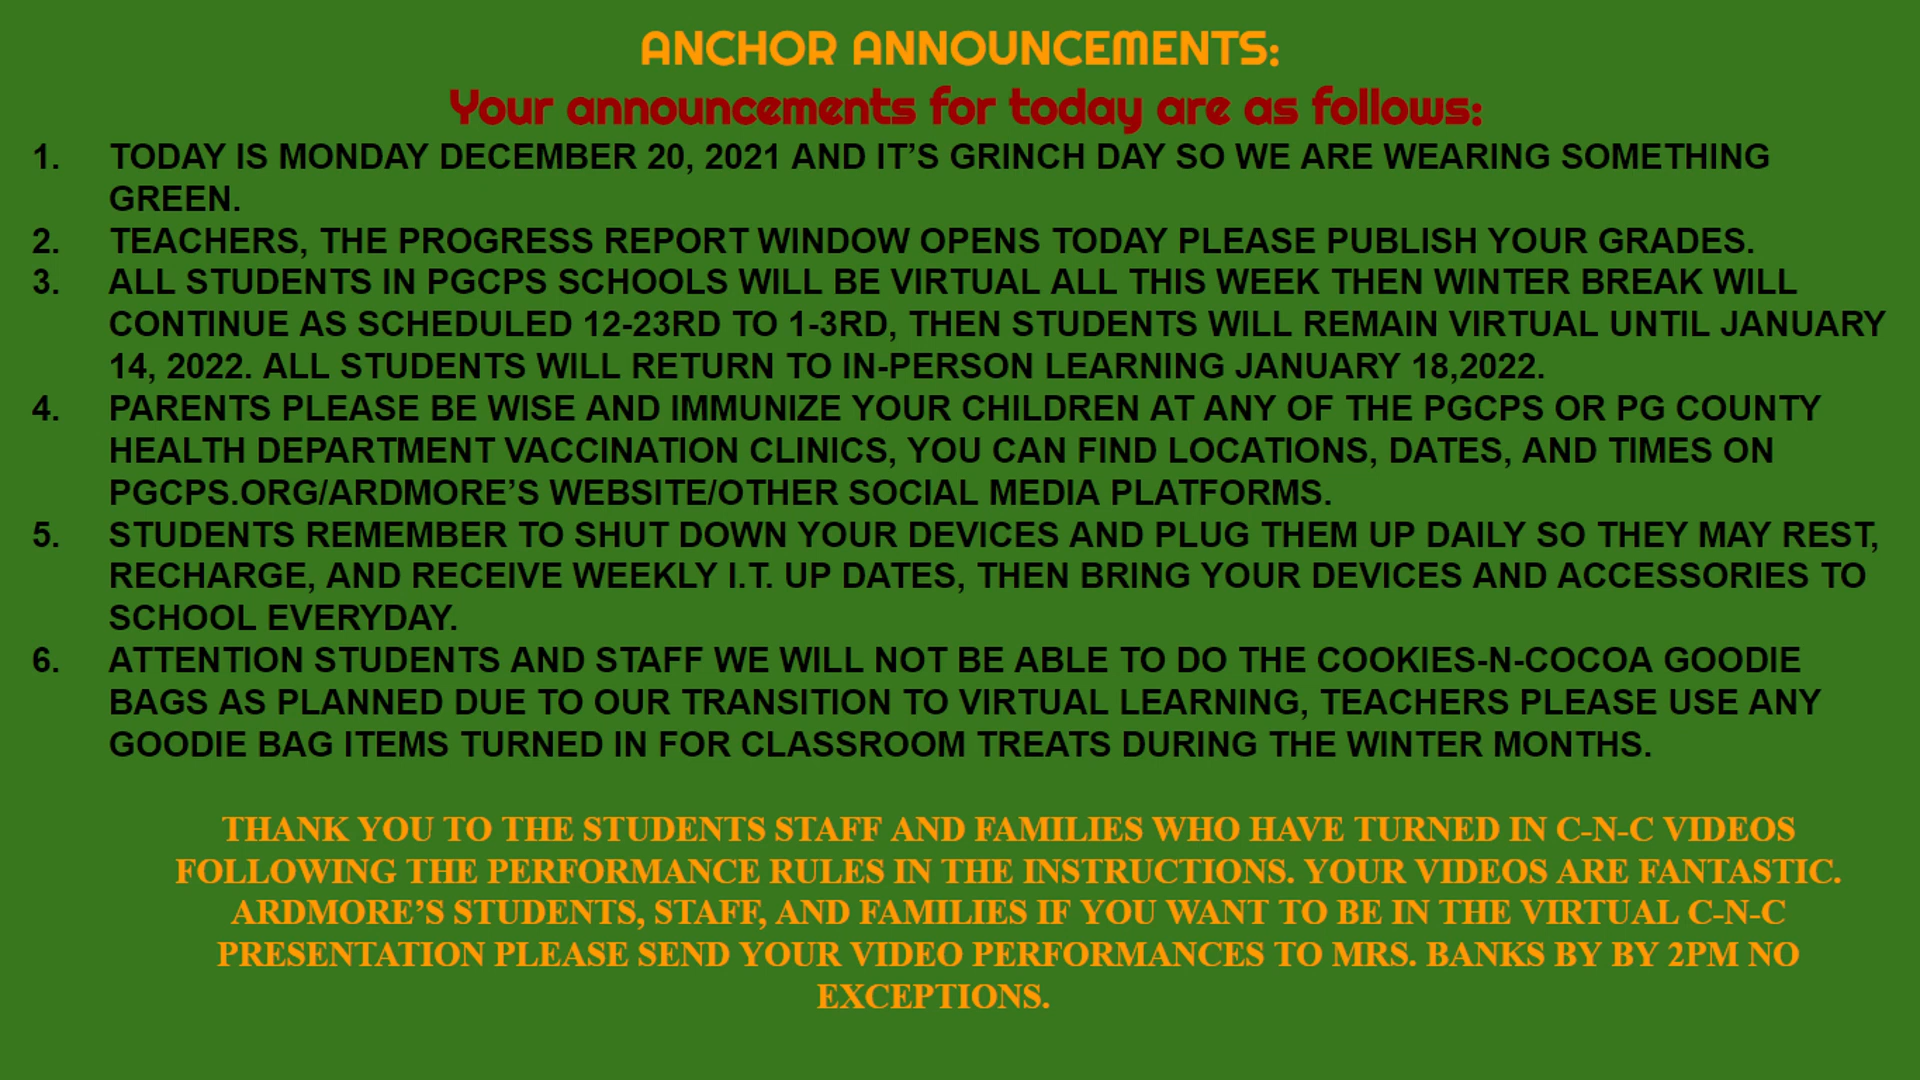 ANCHOR ANNOUNCEMENTS:
Your announcements for today are as follows:
1. TODAY IS MONDAY DECEMBER 20, 2021 AND IT’S GRINCH DAY SO WE ARE WEARING SOMETHING
GREEN.
2. TEACHERS, THE PROGRESS REPORT WINDOW OPENS TODAY PLEASE PUBLISH YOUR GRADES.
3. ALL STUDENTS IN PGCPS SCHOOLS WILL BE VIRTUAL ALL THIS WEEK THEN WINTER BREAK WILL
CONTINUE AS SCHEDULED 12-23RD TO 1-3RD, THEN STUDENTS WILL REMAIN VIRTUAL UNTIL JANUARY
14, 2022. ALL STUDENTS WILL RETURN TO IN-PERSON LEARNING JANUARY 18,2022.
4. PARENTS PLEASE BE WISE AND IMMUNIZE YOUR CHILDREN AT ANY OF THE PGCPS OR PG COUNTY
HEALTH DEPARTMENT VACCINATION CLINICS, YOU CAN FIND LOCATIONS, DATES, AND TIMES ON
PGCPS.ORG/ARDMORE’S WEBSITE/OTHER SOCIAL MEDIA PLATFORMS.
5. STUDENTS REMEMBER TO SHUT DOWN YOUR DEVICES AND PLUG THEM UP DAILY SO THEY MAY REST,
RECHARGE, AND RECEIVE WEEKLY I.T. UP DATES, THEN BRING YOUR DEVICES AND ACCESSORIES TO
SCHOOL EVERYDAY.
6. ATTENTION STUDENTS AND STAFF WE WILL NOT BE ABLE TO DO THE COOKIES-N-COCOA GOODIE
BAGS AS PLANNED DUE TO OUR TRANSITION TO VIRTUAL LEARNING, TEACHERS PLEASE USE ANY
GOODIE BAG ITEMS TURNED IN FOR CLASSROOM TREATS DURING THE WINTER MONTHS.
THANK YOU TO THE STUDENTS STAFF AND FAMILIES WHO HAVE TURNED IN C-N-C VIDEOS
FOLLOWING THE PERFORMANCE RULES IN THE INSTRUCTIONS. YOUR VIDEOS ARE FANTASTIC.
ARDMORE’S STUDENTS, STAFF, AND FAMILIES IF YOU WANT TO BE IN THE VIRTUAL C-N-C
PRESENTATION PLEASE SEND YOUR VIDEO PERFORMANCES TO MRS. BANKS BY BY 2PM NO
EXCEPTIONS.